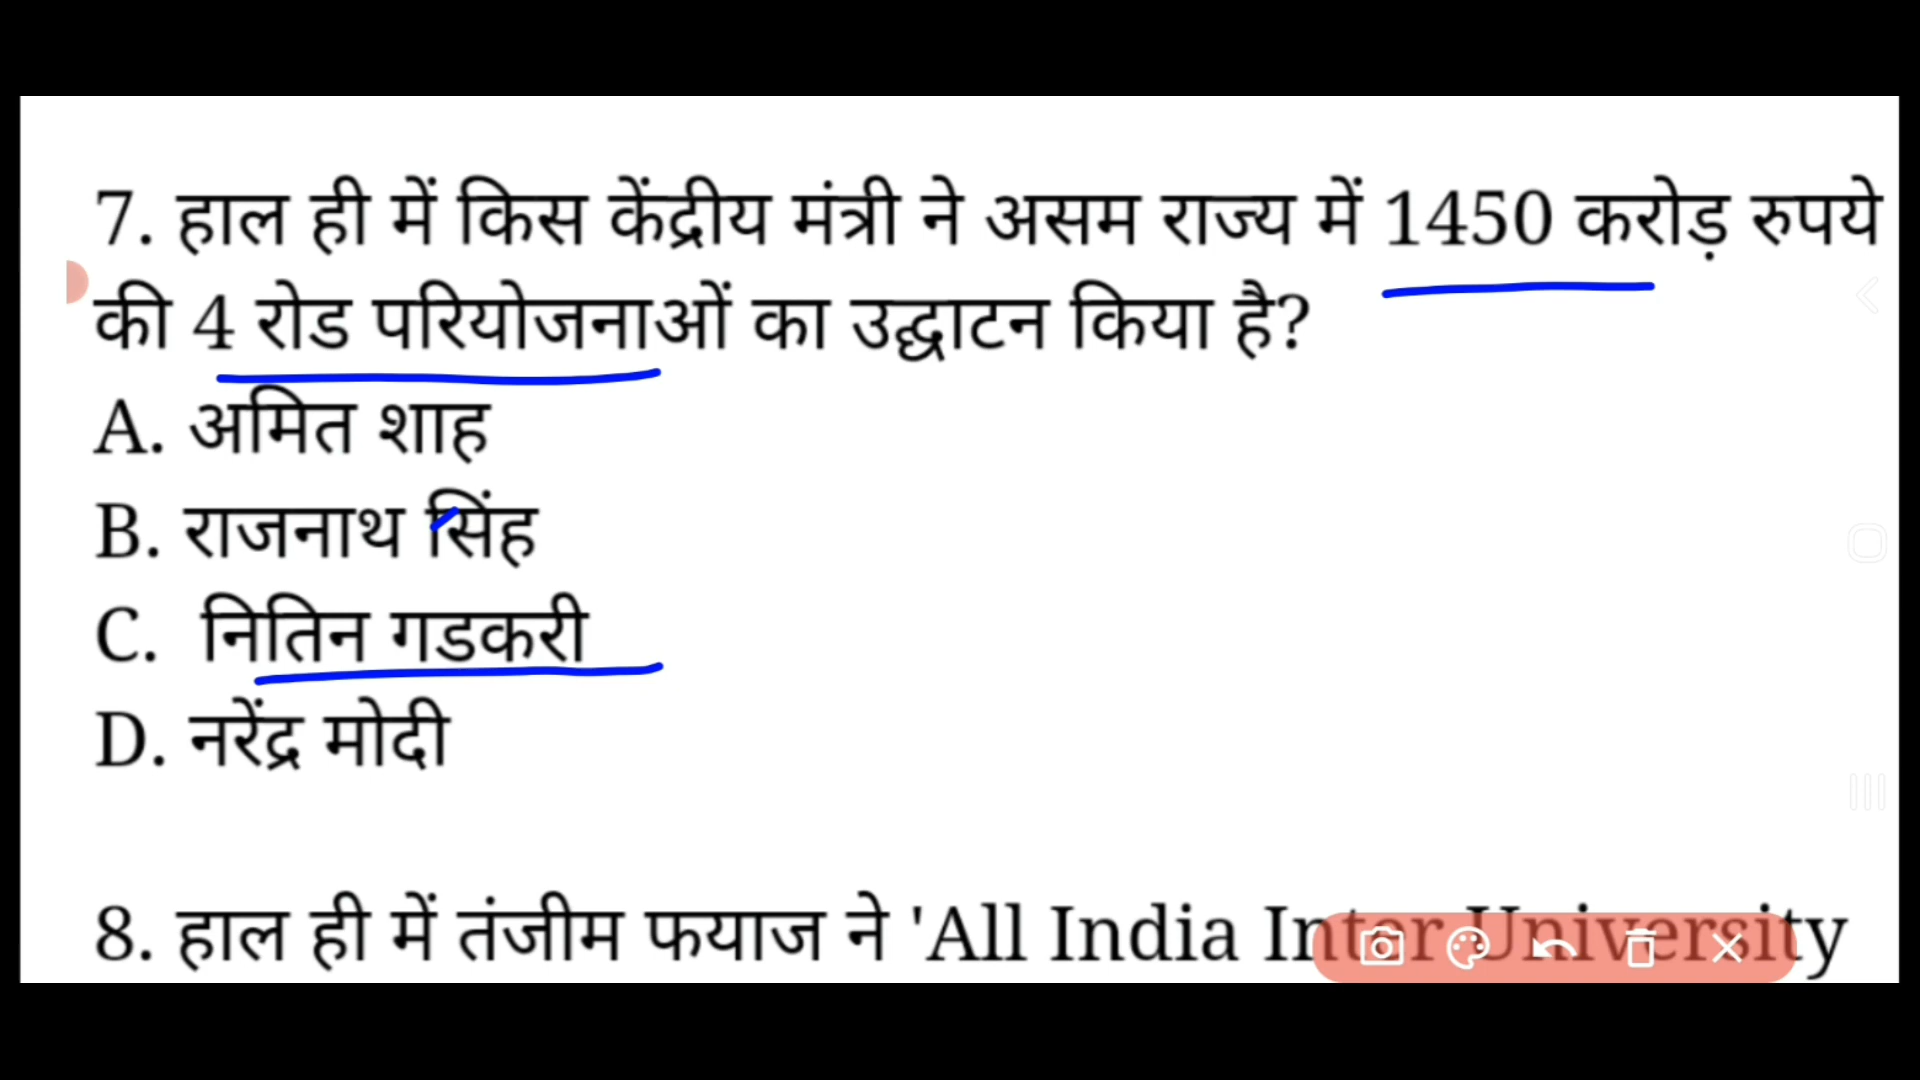 7. हाल ही में किस केंद्रीय मंत्री ने असम राज्य में 1450 करोड़ रुपये
की 4 रोड परियोजनाओं का उद्घाटन किया है?
A. अमित शाह
B. राजनाथ सिंह
C. नितिन गडकरी
D. नरेंद्र मोदी
8. हाल ही में तंजीम फयाज ने 'All India Inter University